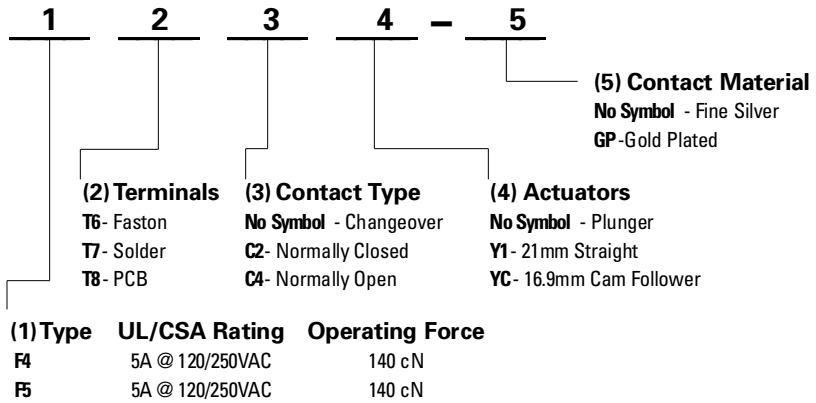 1 2 3 4 – 5
(5) Contact Material
No Symbol - Fine Silver
GP-Gold Plated
(2) Terminals (3) Contact Type (4) Actuators
T6- Faston No Symbol - Changeover No Symbol - Plunger
T7- Solder C2- Normally Closed Y1- 21mm Straight
T8- PCB C4- Normally Open YC- 16.9mm Cam Follower
(1) Type UL/CSA Rating Operating Force
F4 5A @ 120/250VAC 140 cN
F5 5A @ 120/250VAC 140 cN